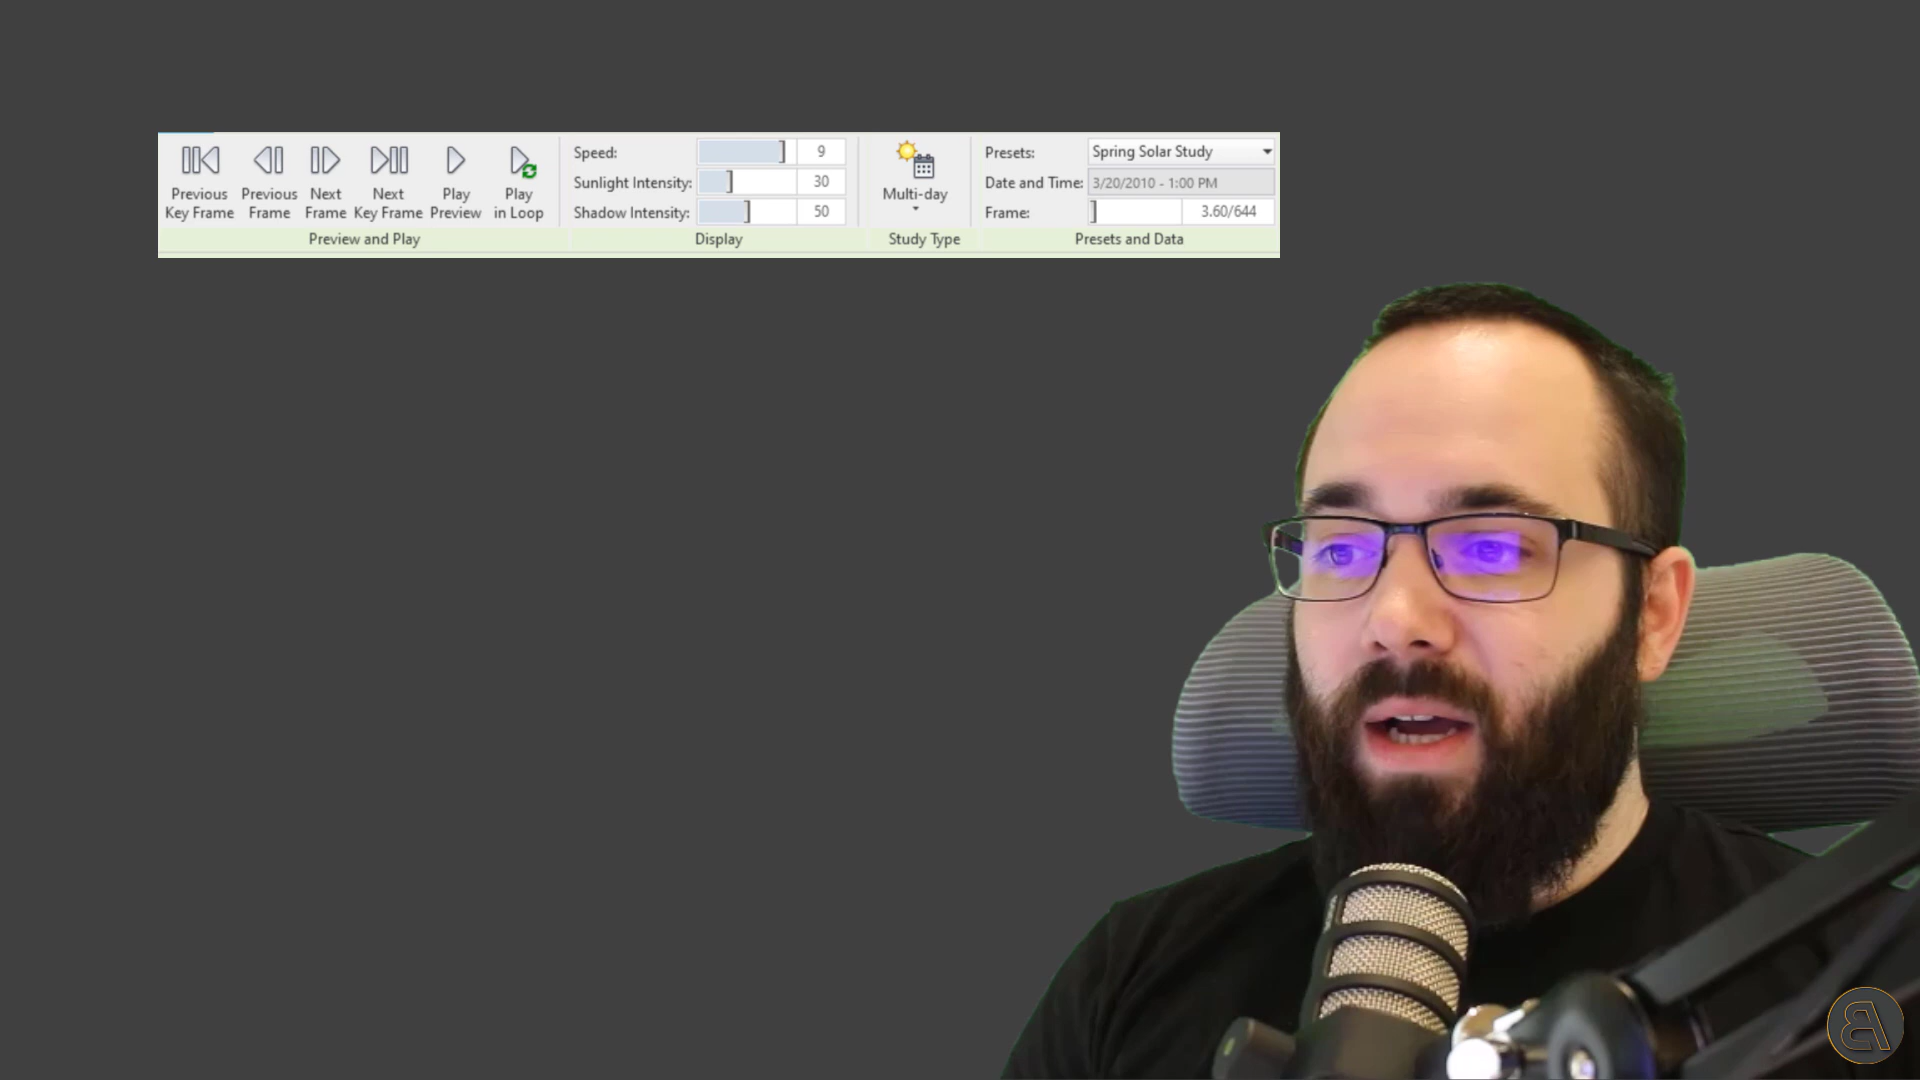 Previous
Key Frame
Previous
Frame
Next
Frame
Next
Key Frame
Play
Preview
Play
in Loop
Preview and Play
Speed: 9
Sunlight Intensity: 30
Shadow Intensity: 50
Display
Multi-day
Study Type
Presets: Spring Solar Study
Date and Time: 3/20/2010 - 1:00 PM
Frame: 3.60/644
Presets and Data